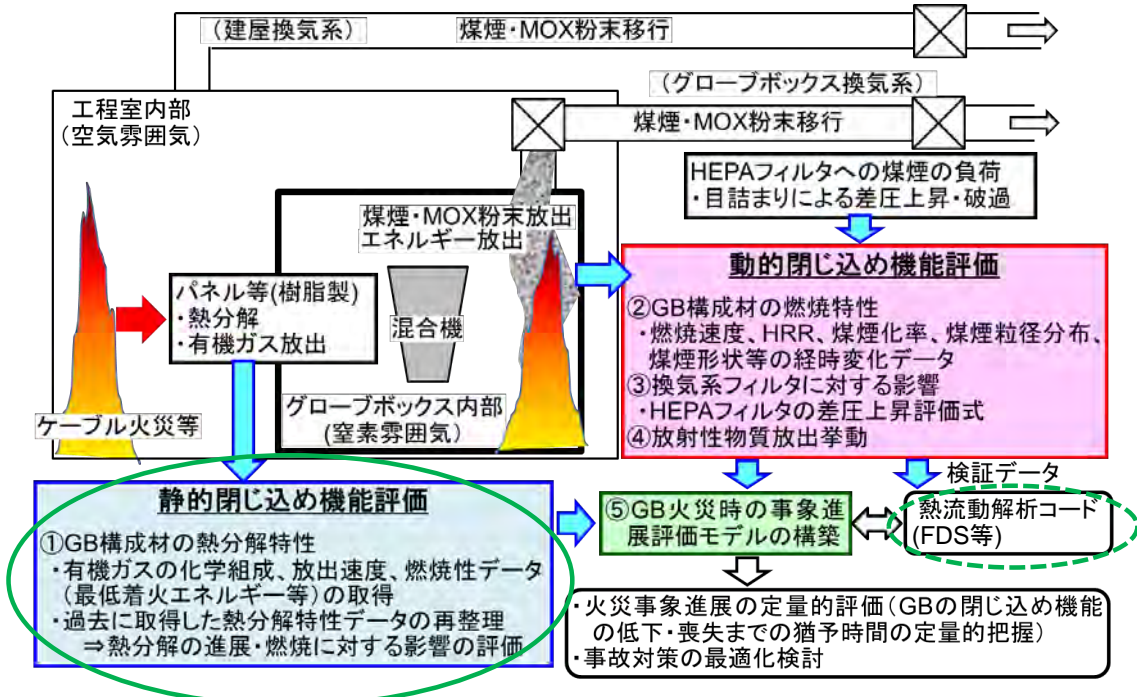 （建屋換気系） 煤煙・MOX粉末移行
（グローブボックス換気系）
煤煙・MOX粉末移行
工程室内部
(空気雰囲気)
HEPAフィルタへの煤煙の負荷
・目詰まりによる差圧上昇・破過
煤煙・MOX粉末放出
エネルギー放出
パネル等(樹脂製)
・熱分解
・有機ガス放出
混合機
ケーブル火災等
グローブボックス内部
(窒素雰囲気）
動的閉じ込め機能評価
②GB構成材の燃焼特性
・燃焼速度、HRR、煤煙化率、煤煙粒径分布、
煤煙形状等の経時変化データ
③換気系フィルタに対する影響
・HEPAフィルタの差圧上昇評価式
④放射性物質放出挙動
検証データ
静的閉じ込め機能評価
①GB構成材の熱分解特性
・有機ガスの化学組成、放出速度、燃焼性データ
（最低着火エネルギー等）の取得
・過去に取得した熱分解特性データの再整理
⇒熱分解の進展・燃焼に対する影響の評価
⑤GB火災時の事象進
展評価モデルの構築
熱流動解析コード
(FDS等)
・火災事象進展の定量的評価（GBの閉じ込め機能
の低下・喪失までの猶予時間の定量的把握）
・事故対策の最適化検討